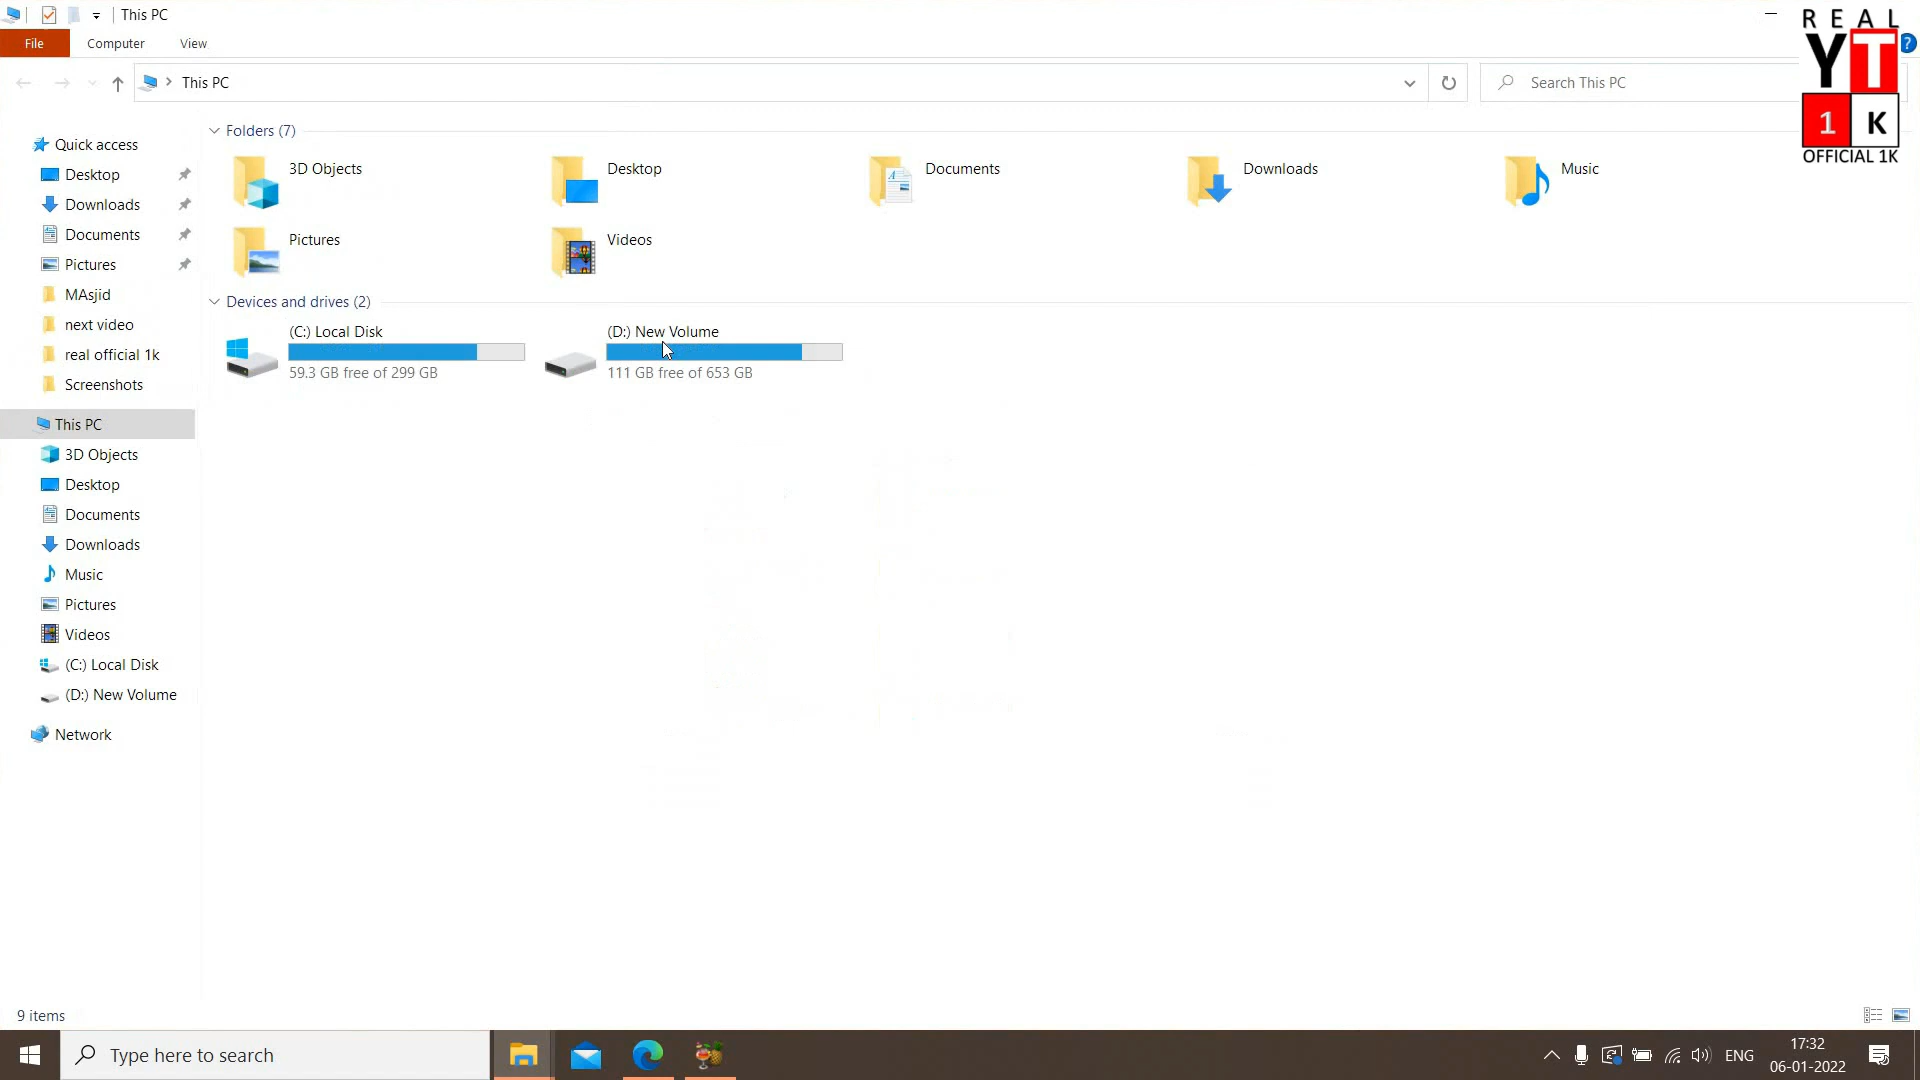 This PC
File Computer View
This PC
Search This PC
REAL
YT
1K
OFFICIAL 1K
Quick access
Desktop
Downloads
Documents
Pictures
MAsjid
next video
real official 1k
Screenshots
This PC
3D Objects
Desktop
Documents
Downloads
Music
Pictures
Videos
(C:) Local Disk
(D:) New Volume
Network
Folders (7)
3D Objects
Desktop
Documents
Downloads
Music
Pictures
Videos
Devices and drives (2)
(C:) Local Disk
59.3 GB free of 299 GB
(D:) New Volume
111 GB free of 653 GB
9 items
Type here to search
ENG
17:32
06-01-2022